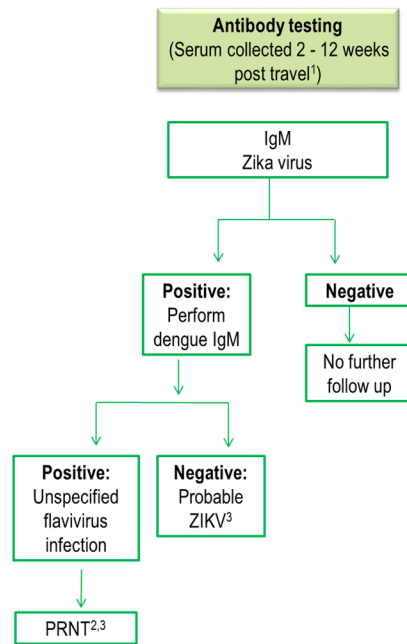 Antibody testing
(Serum collected 2 - 12 weeks
post travel¹)
IgM
Zika virus
Positive:
Perform
dengue IgM
Negative
No further
follow up
Positive:
Unspecified
flavivirus
infection
Negative:
Probable
ZIKV³
PRNT²,³